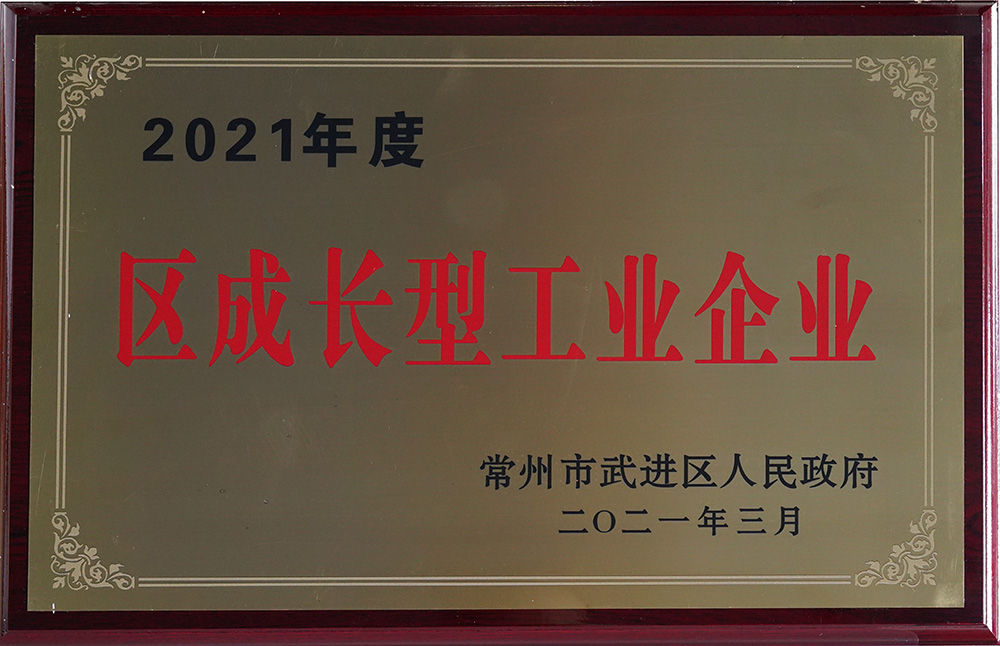 2021年度
区成长型工业企业
常州市武进区人民政府
二〇二一年三月